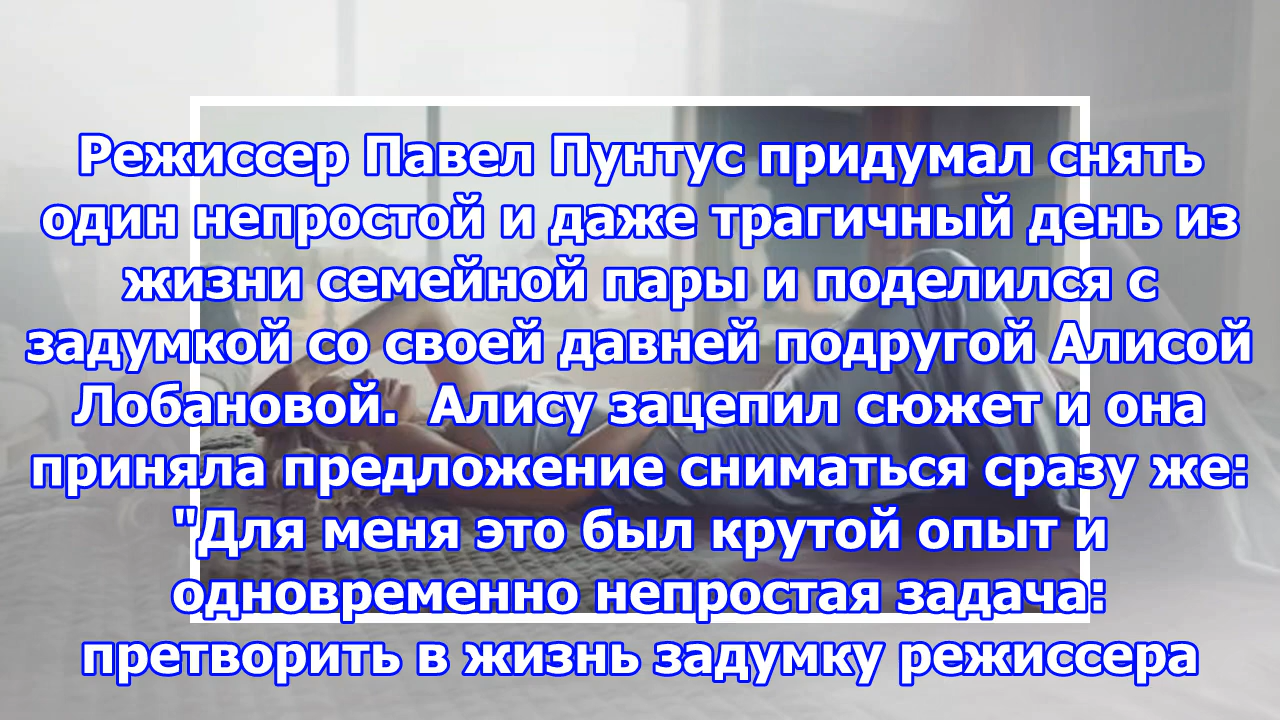 Режиссер Павел Пунтус придумал снять
один непростой и даже трагичный день из
жизни семейной пары и поделился с
задумкой со своей давней подругой Алисой
Лобановой.  Алису зацепил сюжет и она
приняла предложение сниматься сразу же:
"Для меня это был крутой опыт и
одновременно непростая задача:
претворить в жизнь задумку режиссера